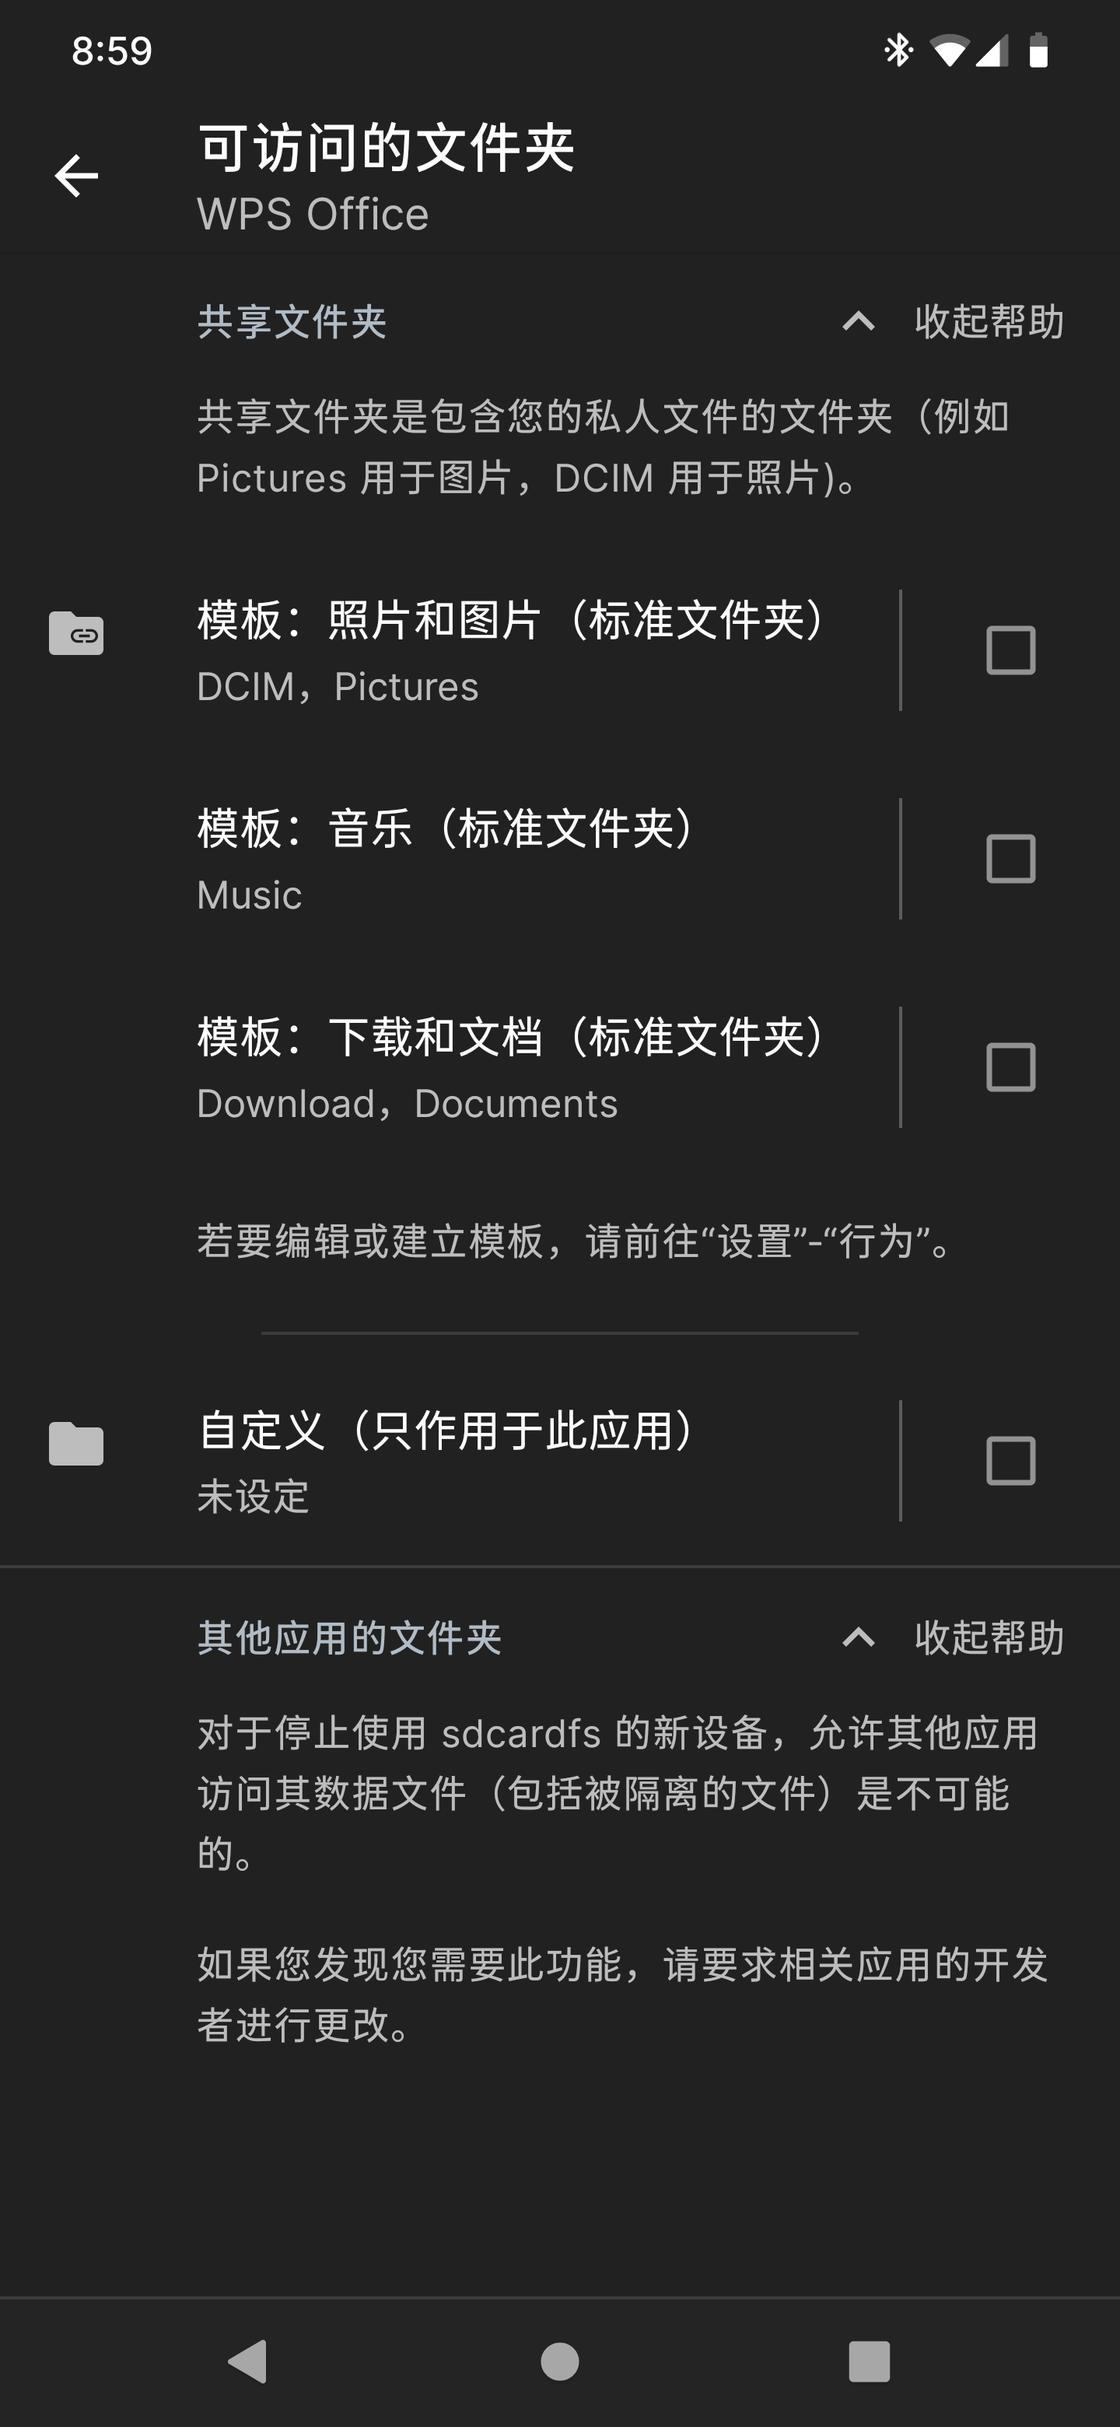 8:59
可访问的文件夹
WPS Office
共享文件夹
收起帮助
共享文件夹是包含您的私人文件的文件夹（例如
Pictures 用于图片，DCIM 用于照片)。
模板：照片和图片（标准文件夹）
DCIM，Pictures
模板：音乐（标准文件夹）
Music
模板：下载和文档（标准文件夹）
Download，Documents
若要编辑或建立模板，请前往“设置”-“行为”。
自定义（只作用于此应用）
未设定
其他应用的文件夹
收起帮助
对于停止使用 sdcardfs 的新设备，允许其他应用
访问其数据文件（包括被隔离的文件）是不可能
的。
如果您发现您需要此功能，请要求相关应用的开发
者进行更改。